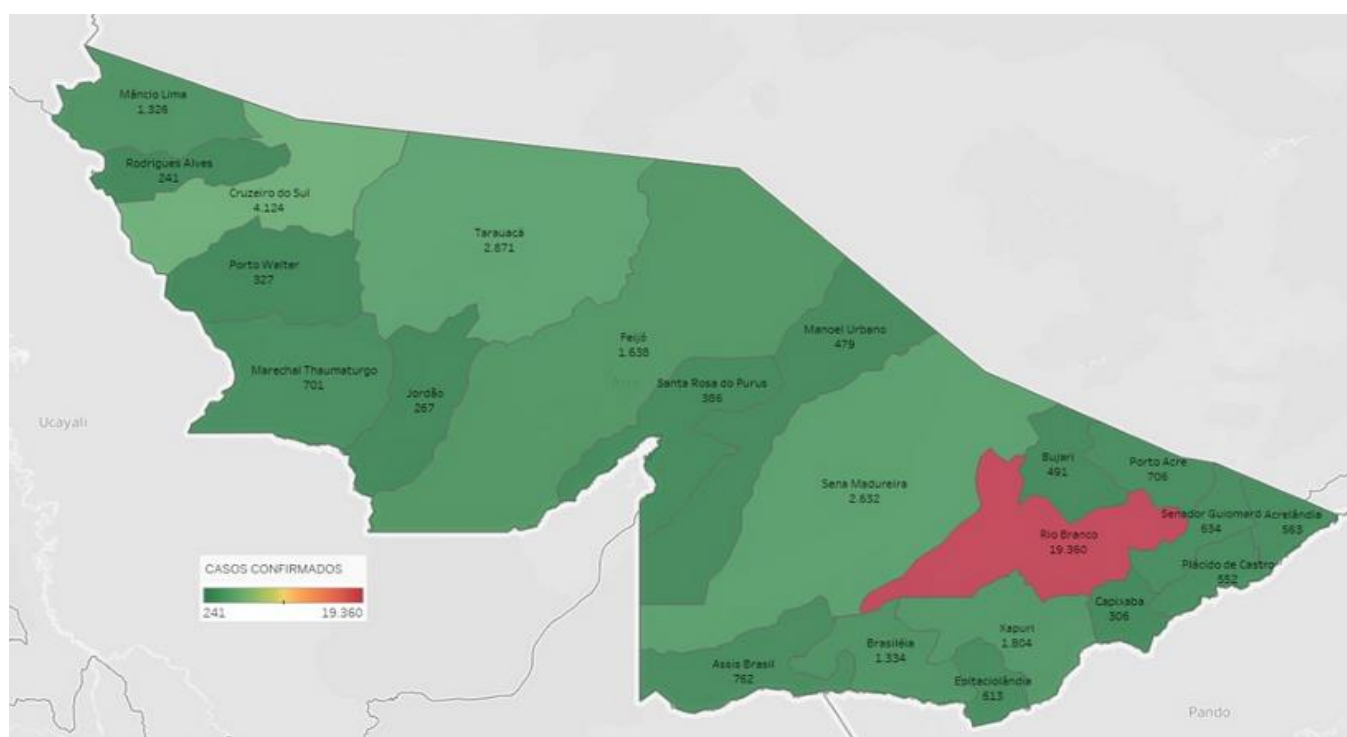 Mâncio Lima
1.326
Rodrigues Alves
241
Cruzeiro do Sul
4.124
Tarauacá
2.871
Porto Walter
327
Manoel Urbano
479
Feijó
1.638
Marechal Thaumaturgo
701
Jordão
267
Santa Rosa do Purus
386
Ucayali
Sena Madureira
2.632
Bujari
491
Porto Acre
706
Senador Guiomard
634
Acrelândia
563
Rio Branco
19.360
Plácido de Castro
552
CASOS CONFIRMADOS
241 19.360
Capixaba
306
Xapuri
1.804
Brasiléia
1.334
Assis Brasil
762
Epitaciolândia
613
Pando